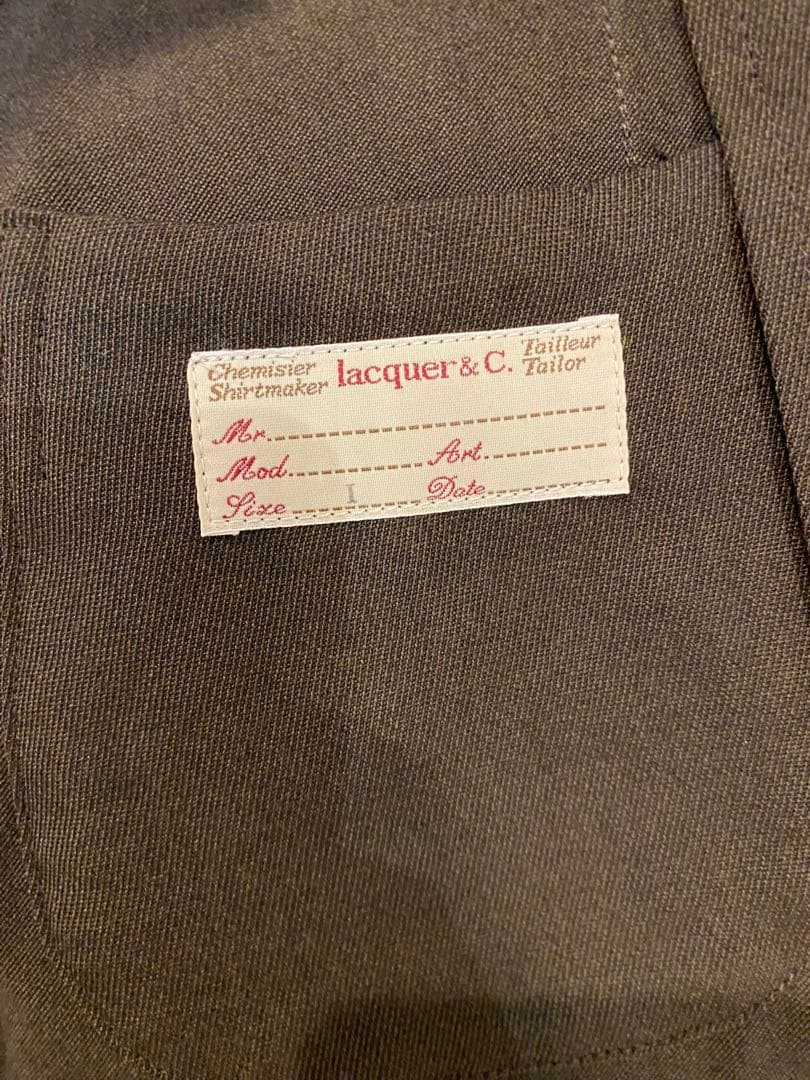 Chemisier lacquer & C. Tailleur
Shirtmaker Tailor
Mr.
Mod. Art.
Size I Date